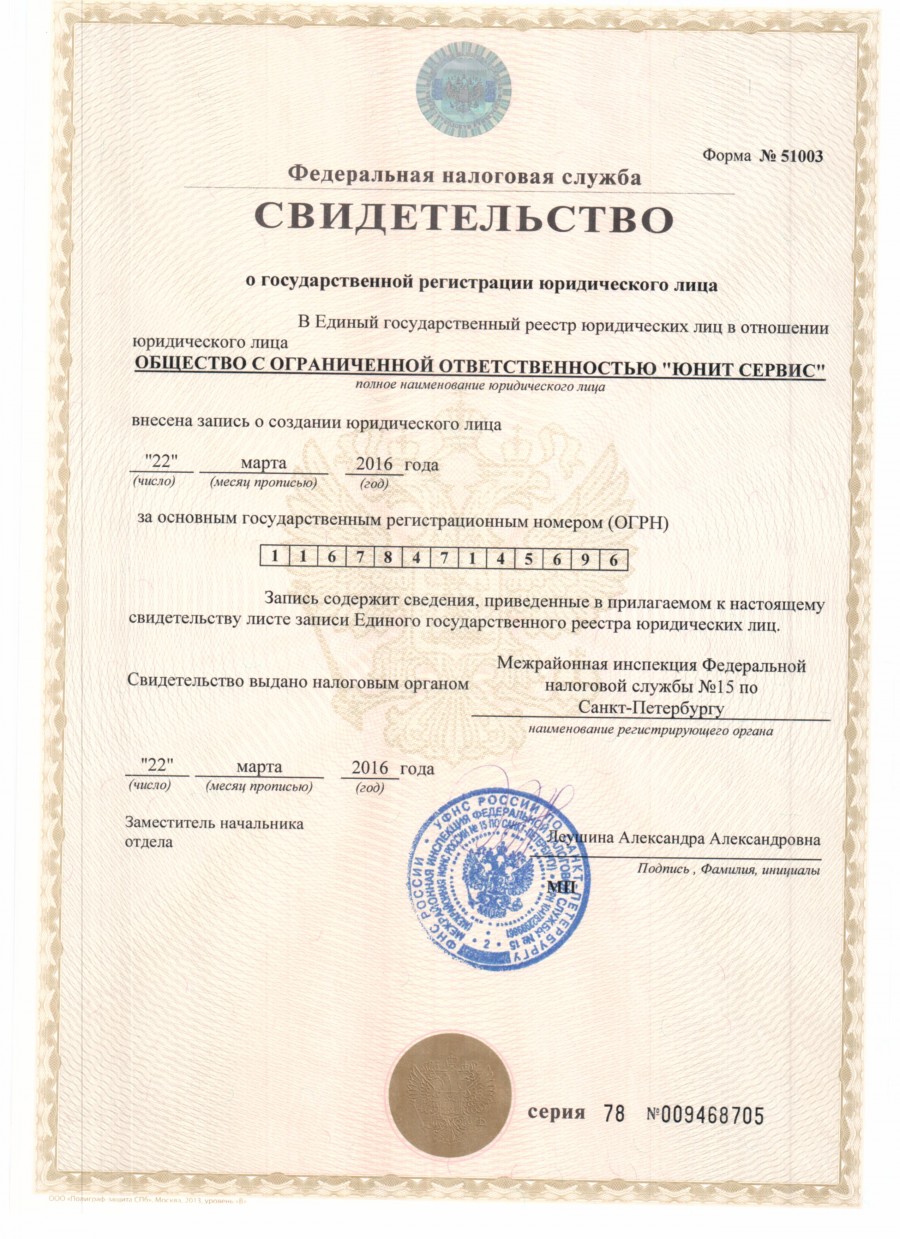 Форма № 51003
Федеральная налоговая служба
СВИДЕТЕЛЬСТВО
о государственной регистрации юридического лица
В Единый государственный реестр юридических лиц в отношении
юридического лица
ОБЩЕСТВО С ОГРАНИЧЕННОЙ ОТВЕТСТВЕННОСТЬЮ "ЮНИТ СЕРВИС"
полное наименование юридического лица
внесена запись о создании юридического лица
"22" марта 2016 года
(число) (месяц прописью) (год)
за основным государственным регистрационным номером (ОГРН)
1 1 6 7 8 4 7 1 4 5 6 9 6
Запись содержит сведения, приведенные в прилагаемом к настоящему
свидетельству листе записи Единого государственного реестра юридических лиц.
Свидетельство выдано налоговым органом
Межрайонная инспекция Федеральной
налоговой службы №15 по
Санкт-Петербургу
наименование регистрирующего органа
"22" марта 2016 года
(число) (месяц прописью) (год)
Заместитель начальника
отдела
Леушина Александра Александровна
Подпись , Фамилия, инициалы
МП
УФНС РОССИИ ПО САНКТ-ПЕТЕРБУРГУ
ФНС РОССИИ
МЕЖРАЙОННАЯ ИНСПЕКЦИЯ ФЕДЕРАЛЬНОЙ НАЛОГОВОЙ СЛУЖБЫ № 15
2
серия 78 №009468705